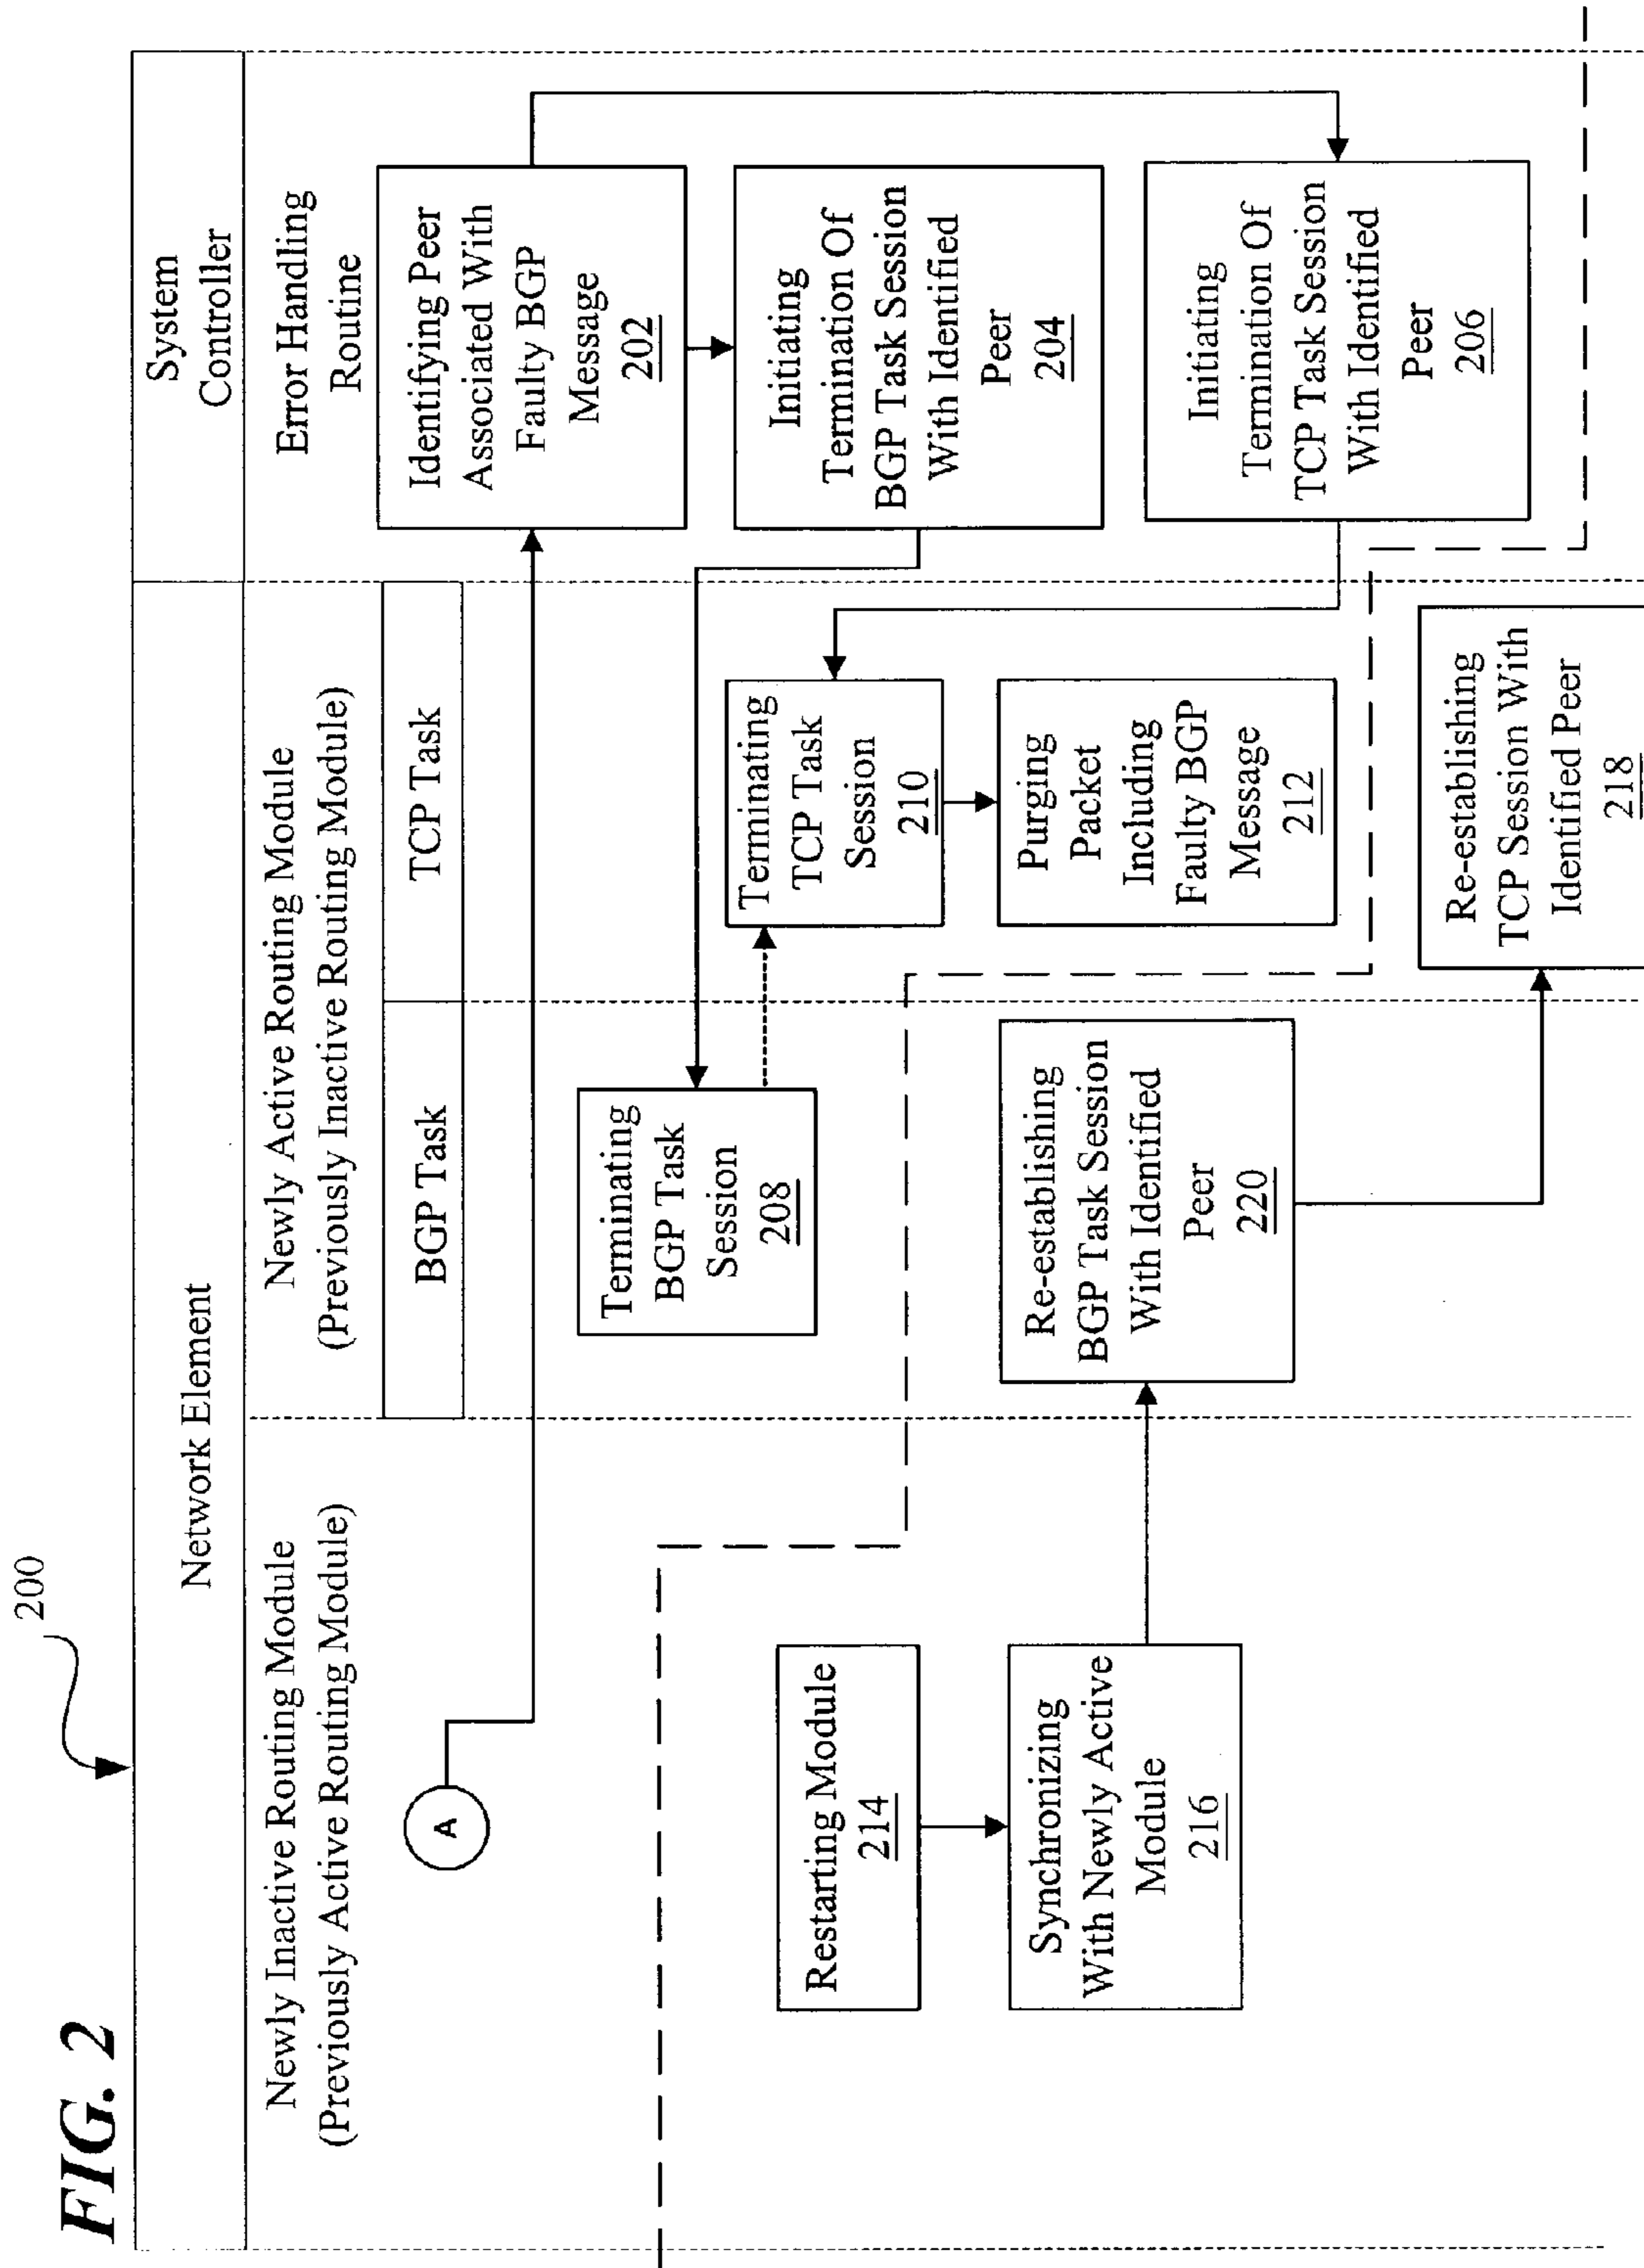 FIG. 2
200
Network Element
System
Controller
Newly Inactive Routing Module
(Previously Active Routing Module)
Newly Active Routing Module
(Previously Inactive Routing Module)
Error Handling
Routine
BGP Task
TCP Task
A
Identifying Peer
Associated With
Faulty BGP
Message
202
Initiating
Termination Of
BGP Task Session
With Identified
Peer
204
Terminating
BGP Task
Session
208
Terminating
TCP Task
Session
210
Purging
Packet
Including
Faulty BGP
Message
212
Initiating
Termination Of
TCP Task Session
With Identified
Peer
206
Restarting Module
214
Synchronizing
With Newly Active
Module
216
Re-establishing
BGP Task Session
With Identified
Peer
220
Re-establishing
TCP Session With
Identified Peer
218